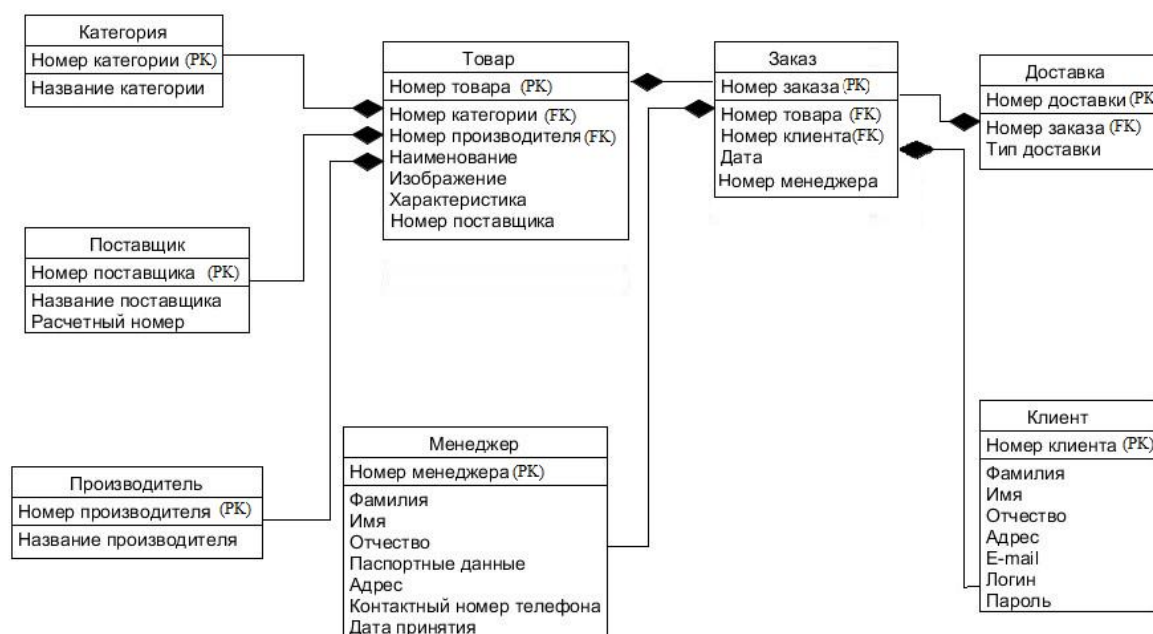 Категория
Номер категории (PK)
Название категории
Товар
Номер товара (PK)
Номер категории (FK)
Номер производителя (FK)
Наименование
Изображение
Характеристика
Номер поставщика
Заказ
Номер заказа (PK)
Номер товара (FK)
Номер клиента(FK)
Дата
Номер менеджера
Доставка
Номер доставки (PK
Номер заказа (FK)
Тип доставки
Поставщик
Номер поставщика (PK)
Название поставщика
Расчетный номер
Производитель
Номер производителя (PK)
Название производителя
Менеджер
Номер менеджера (PK)
Фамилия
Имя
Отчество
Паспортные данные
Адрес
Контактный номер телефона
Дата принятия
Клиент
Номер клиента (PK)
Фамилия
Имя
Отчество
Адрес
E-mail
Логин
Пароль